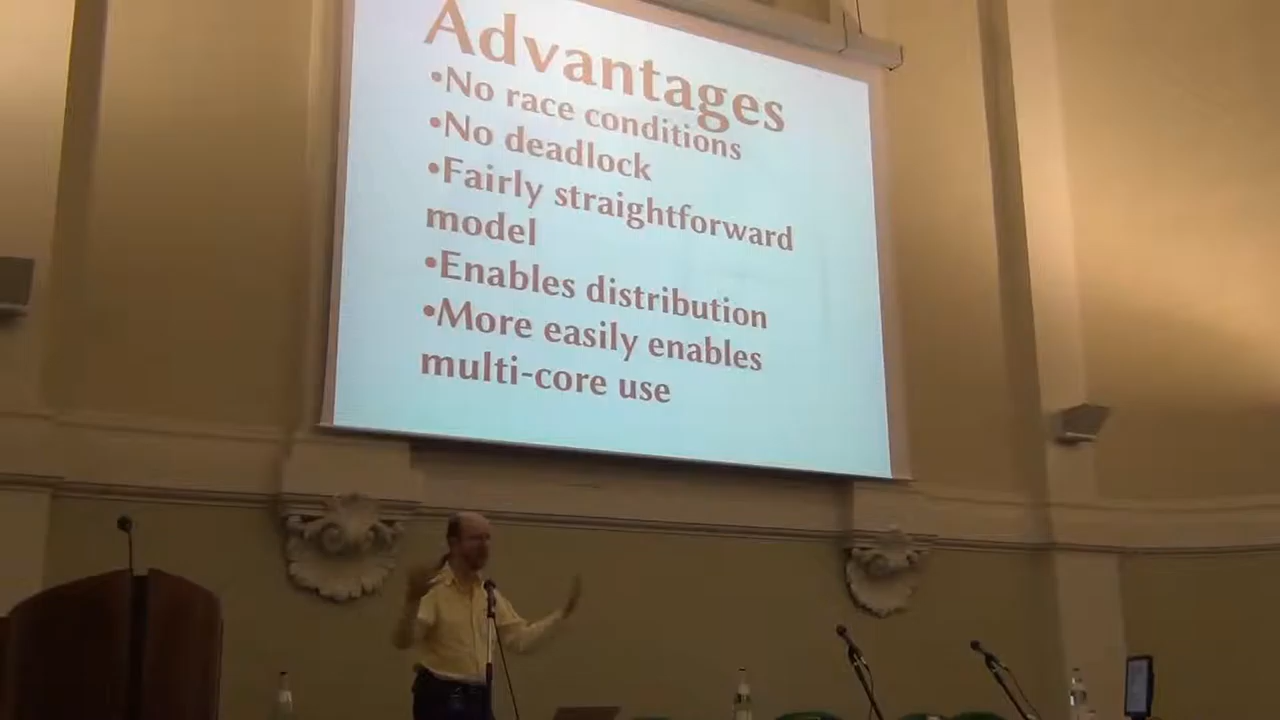 Advantages
•No race conditions
•No deadlock
•Fairly straightforward
model
•Enables distribution
•More easily enables
multi-core use